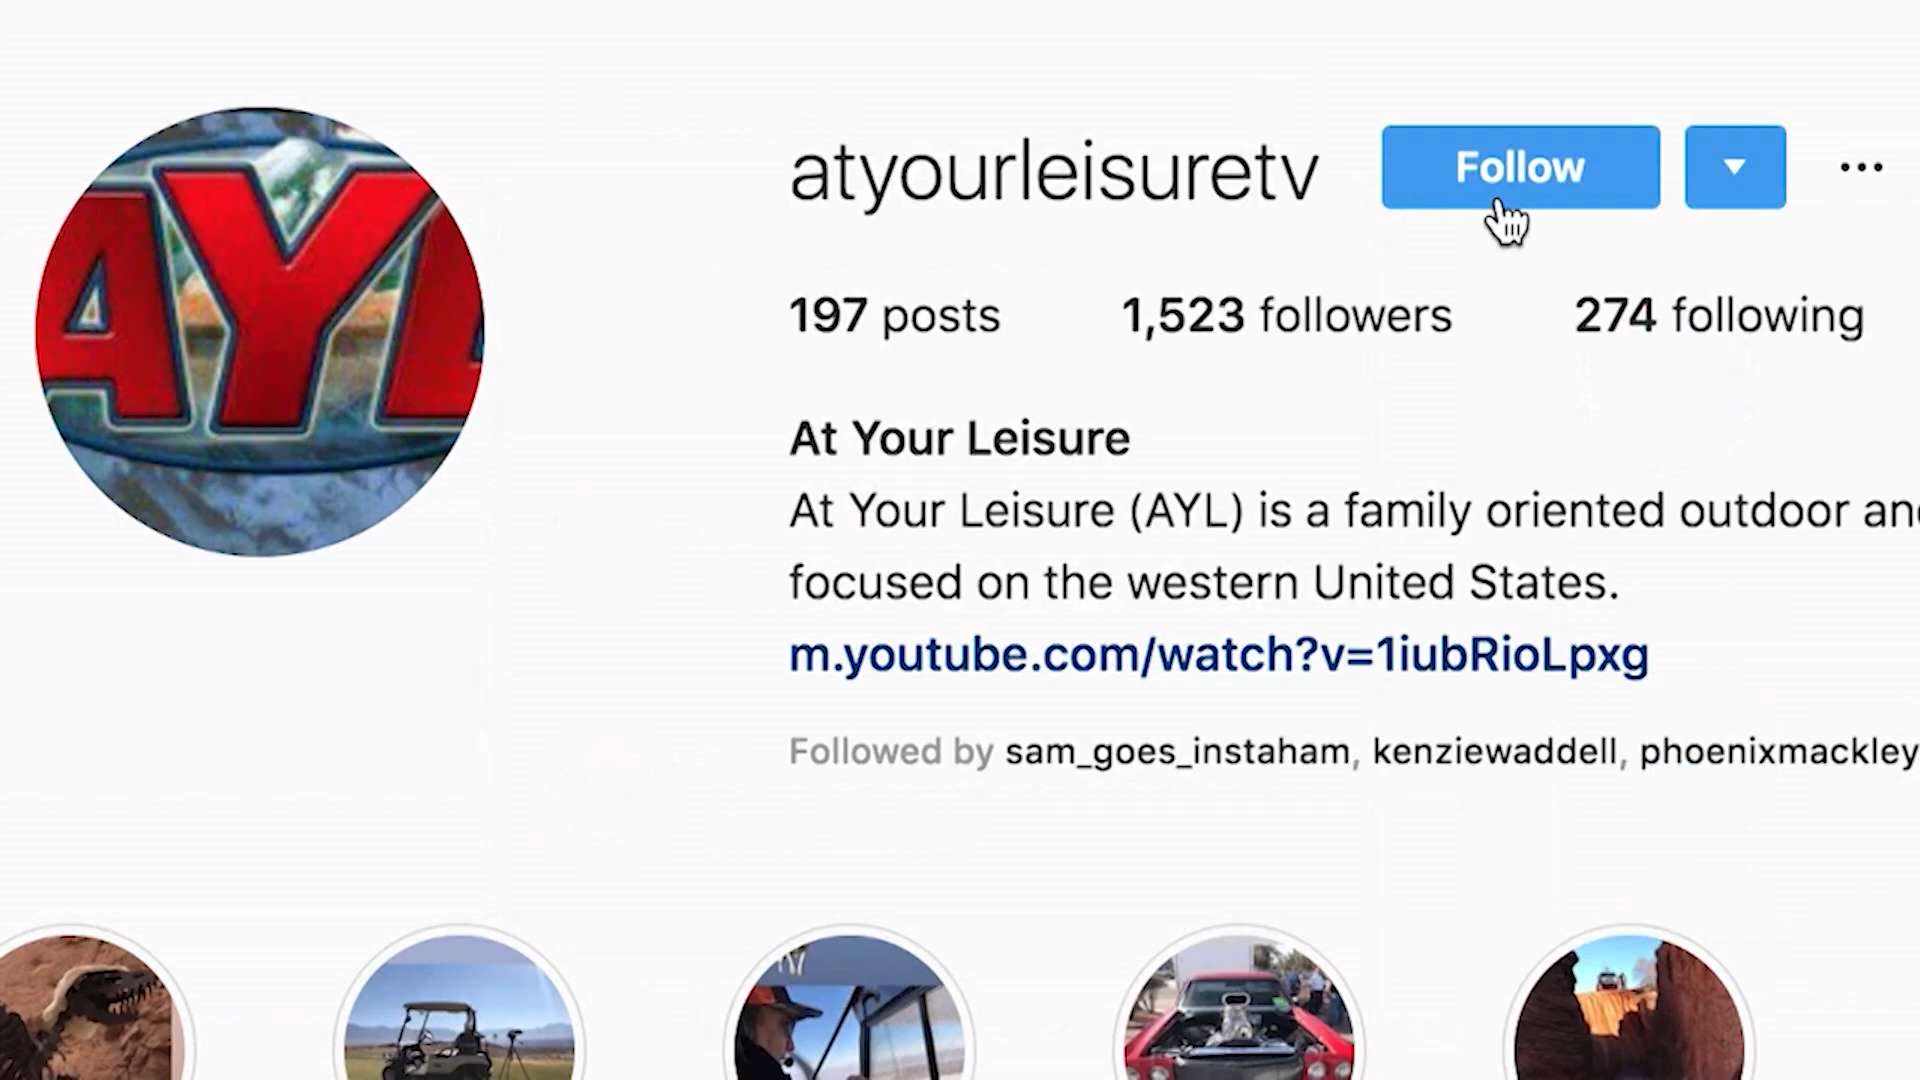 AYL
atyourleisuretv Follow ...
197 posts 1,523 followers 274 following
At Your Leisure
At Your Leisure (AYL) is a family oriented outdoor
focused on the western United States.
m.youtube.com/watch?v=1iubRioLpxg
Followed by sam_goes_instaham, kenziewaddell, phoenixmackley